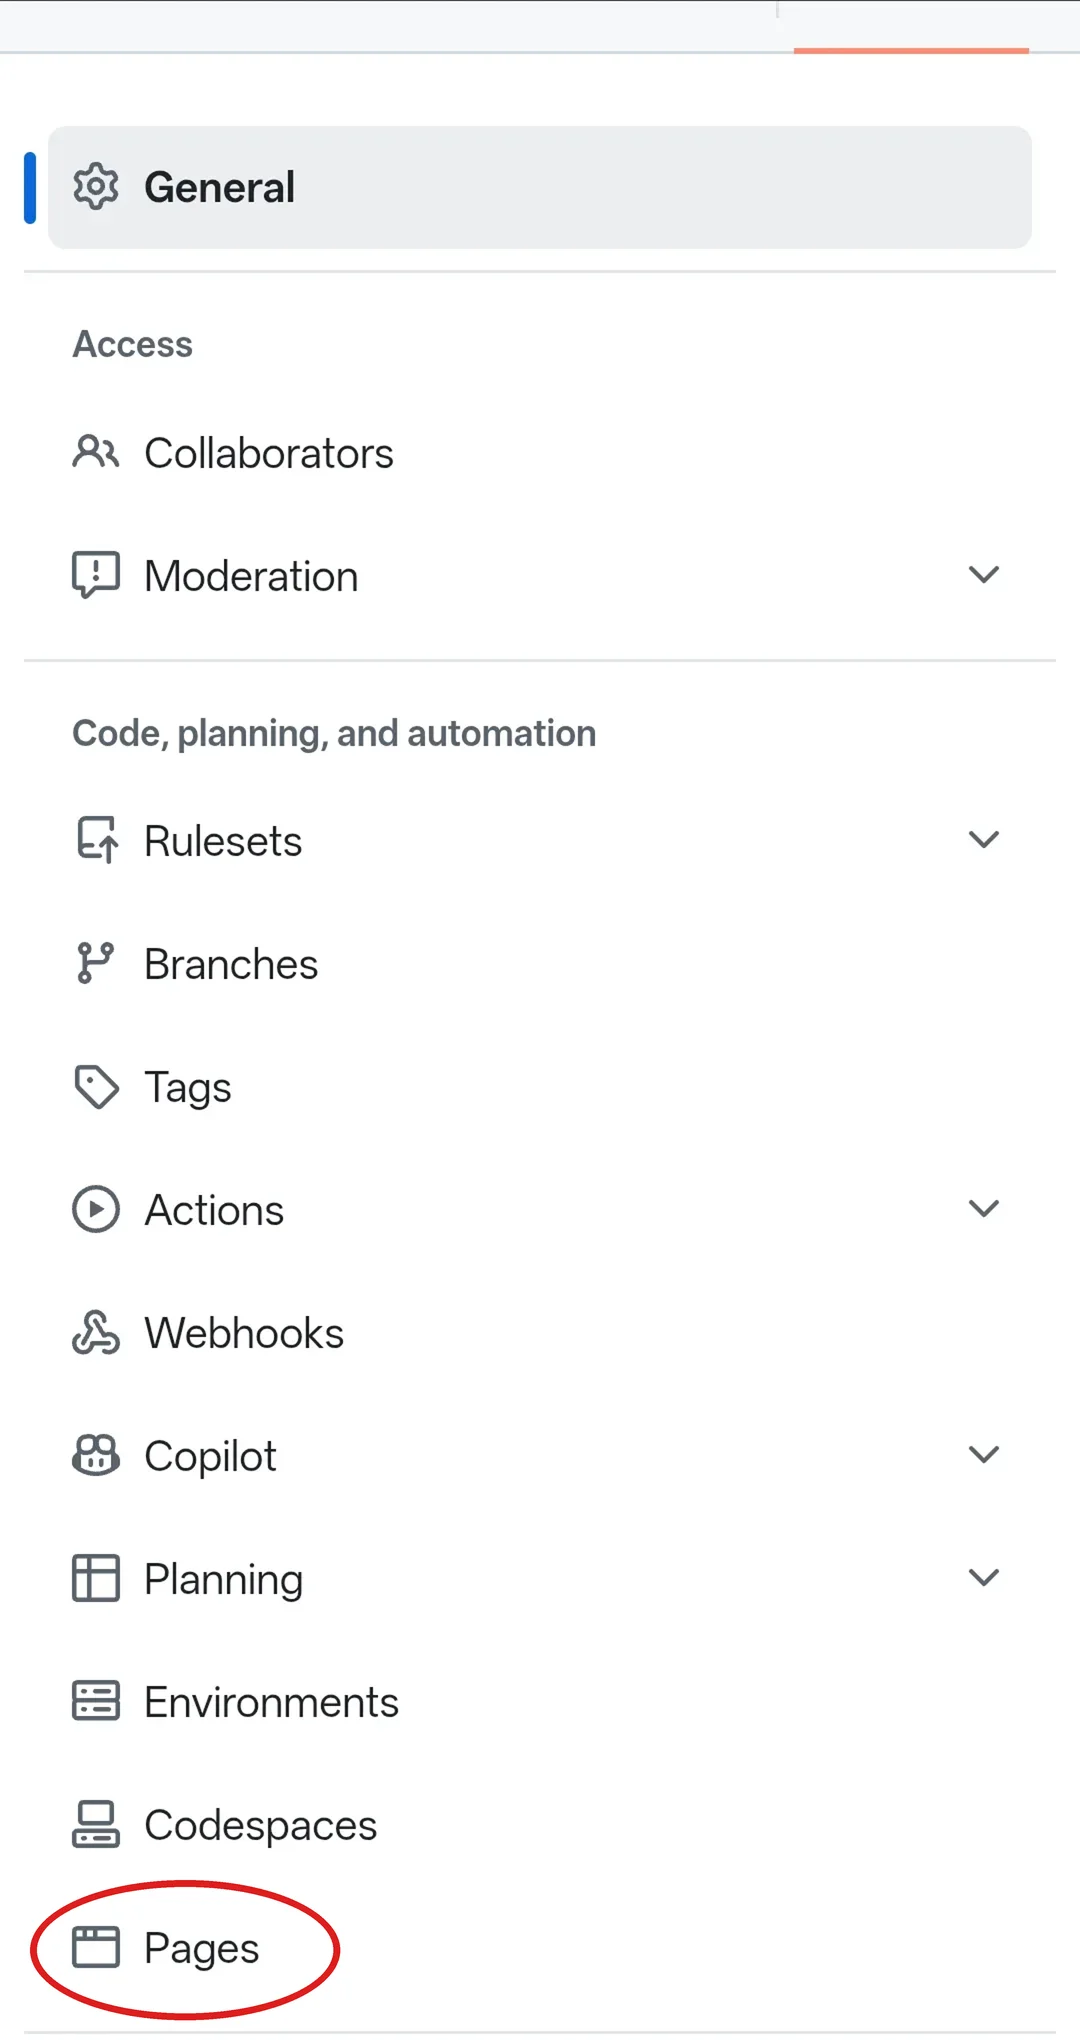 General
Access
Collaborators
Moderation
Code, planning, and automation
Rulesets
Branches
Tags
Actions
Webhooks
Copilot
Planning
Environments
Codespaces
Pages